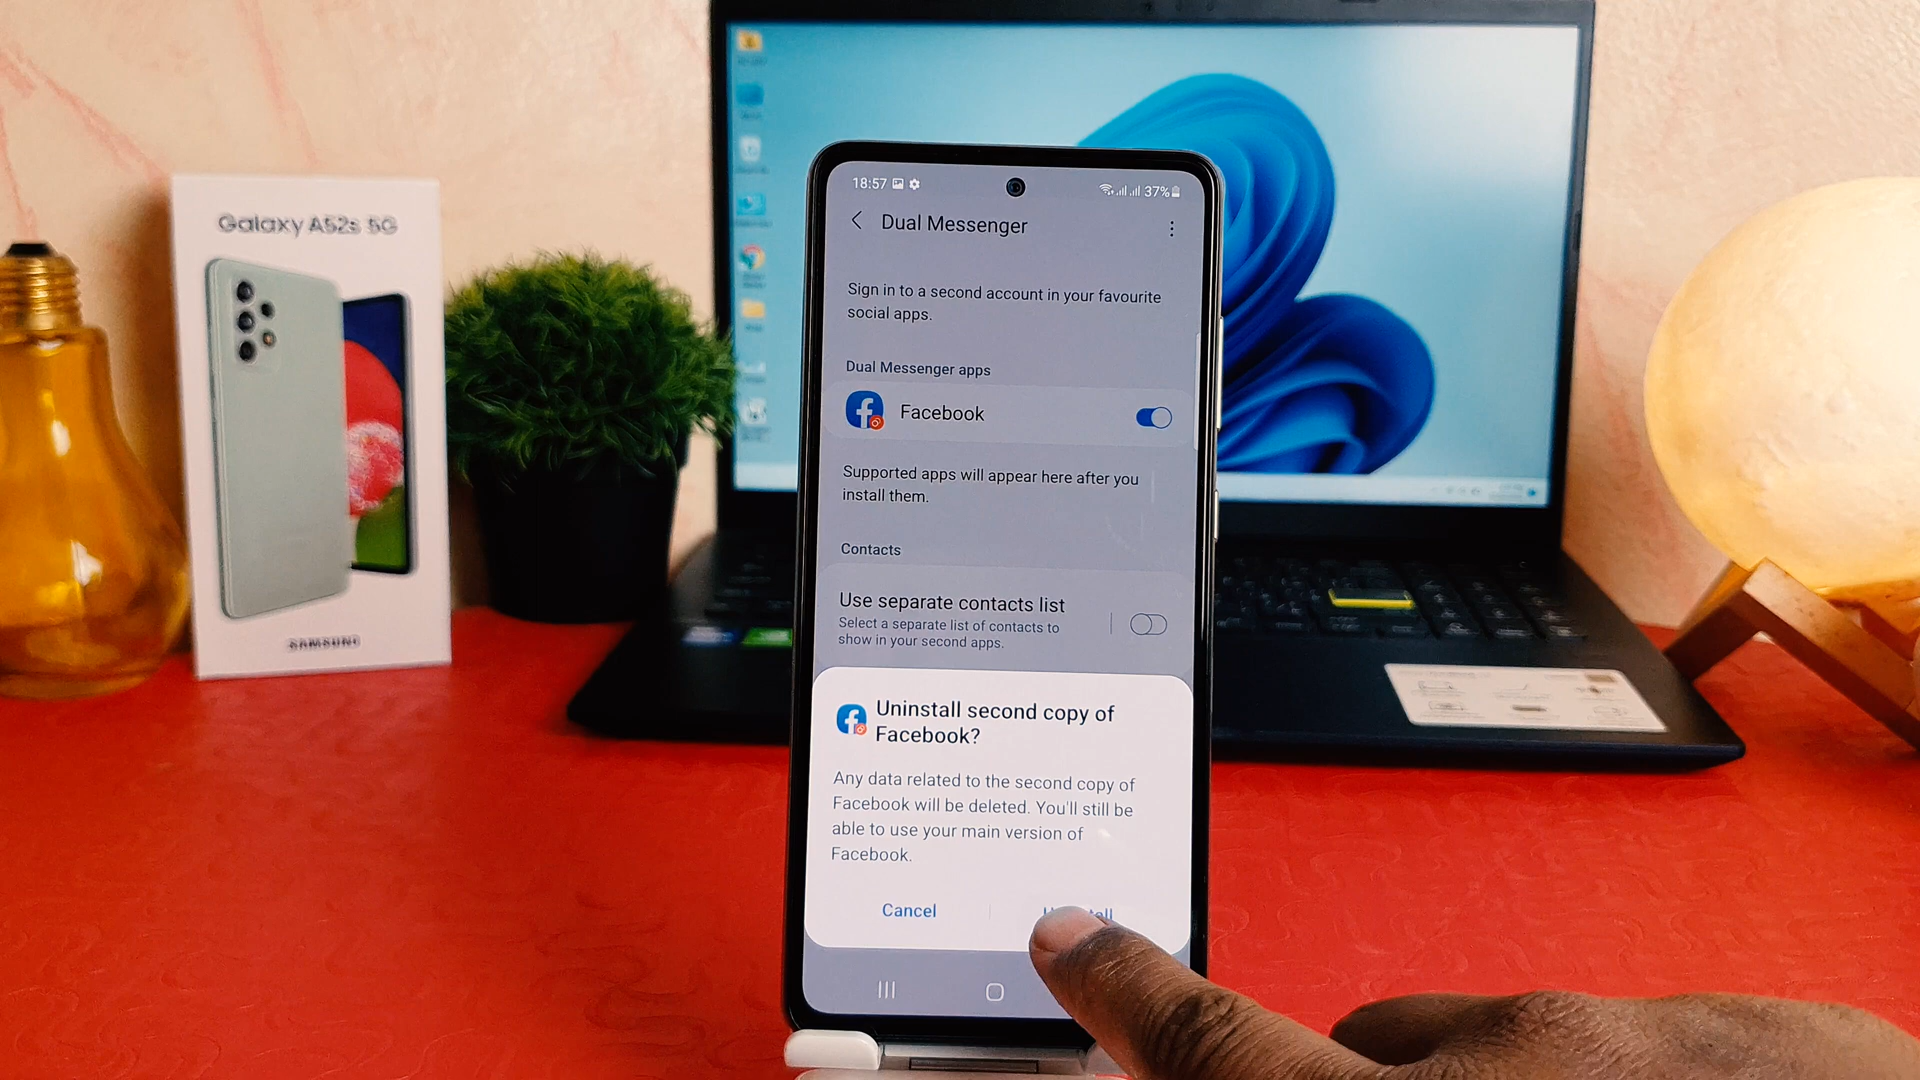 Galaxy A52s 5G
SAMSUNG
18:57
37%
Dual Messenger
Sign in to a second account in your favourite
social apps.
Dual Messenger apps
Facebook
Supported apps will appear here after you
install them.
Contacts
Use separate contacts list
Select a separate list of contacts to
show in your second apps.
Uninstall second copy of
Facebook?
Any data related to the second copy of
Facebook will be deleted. You'll still be
able to use your main version of
Facebook.
Cancel